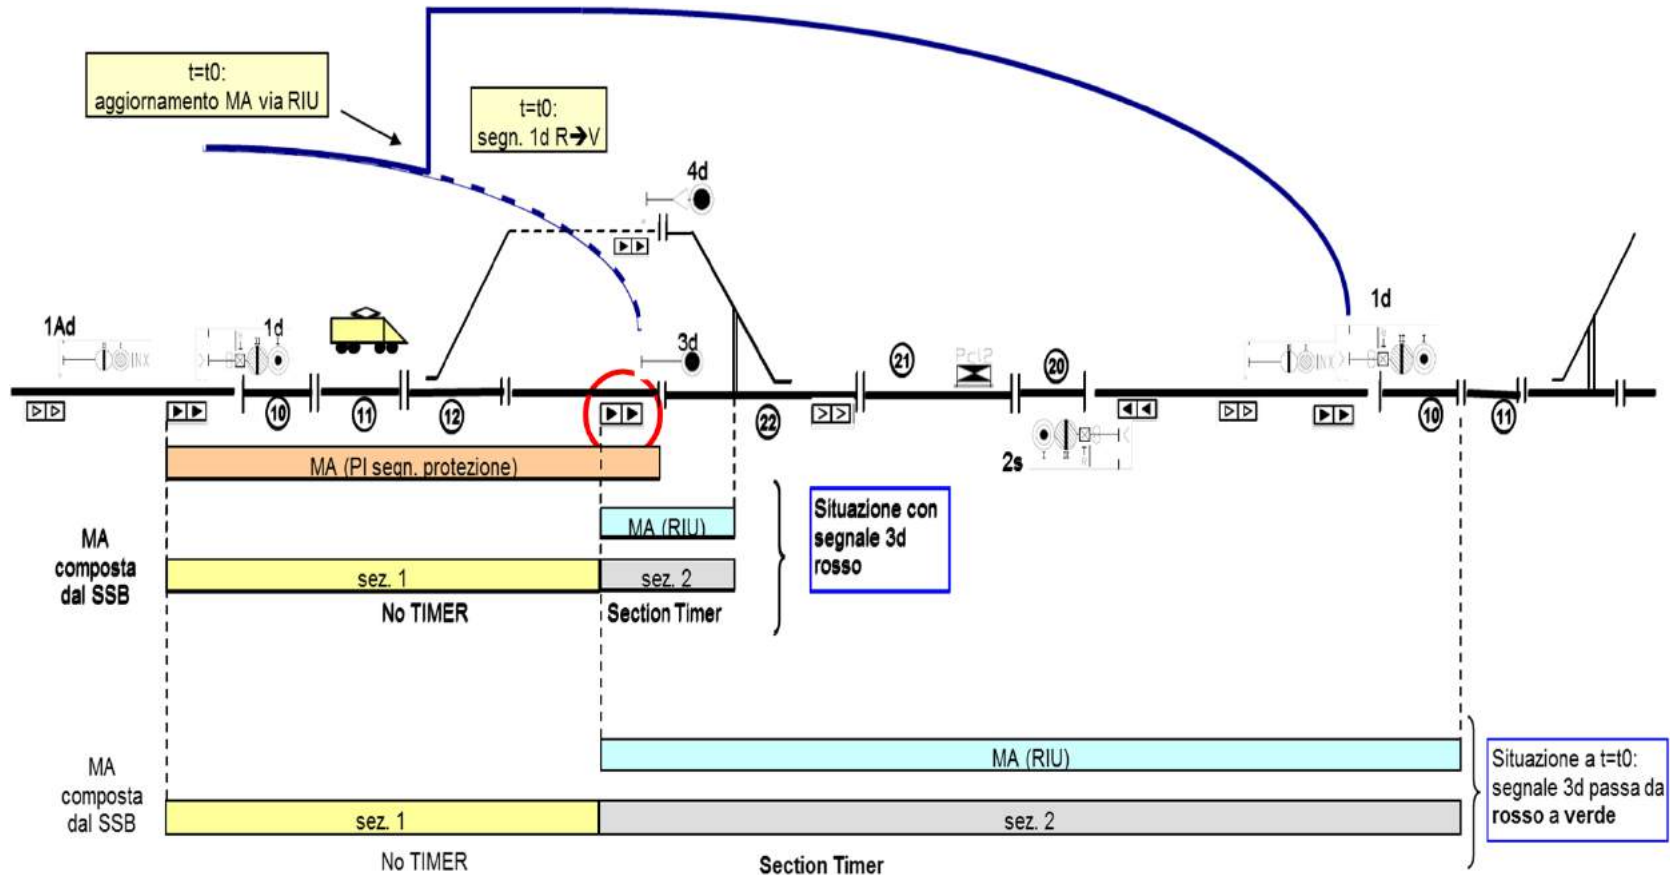 t=t0:
aggiornamento MA via RIU
t=t0:
segn. 1d R➔V
4d
1Ad
1d
3d
1d
Pcl2
21
20
10
11
12
22
10
11
2s
MA (PI segn. protezione)
MA (RIU)
MA
composta
dal SSB
sez. 1
sez. 2
No TIMER
Section Timer
Situazione con
segnale 3d
rosso
MA (RIU)
MA
composta
dal SSB
sez. 1
sez. 2
No TIMER
Section Timer
Situazione a t=t0:
segnale 3d passa da
rosso a verde